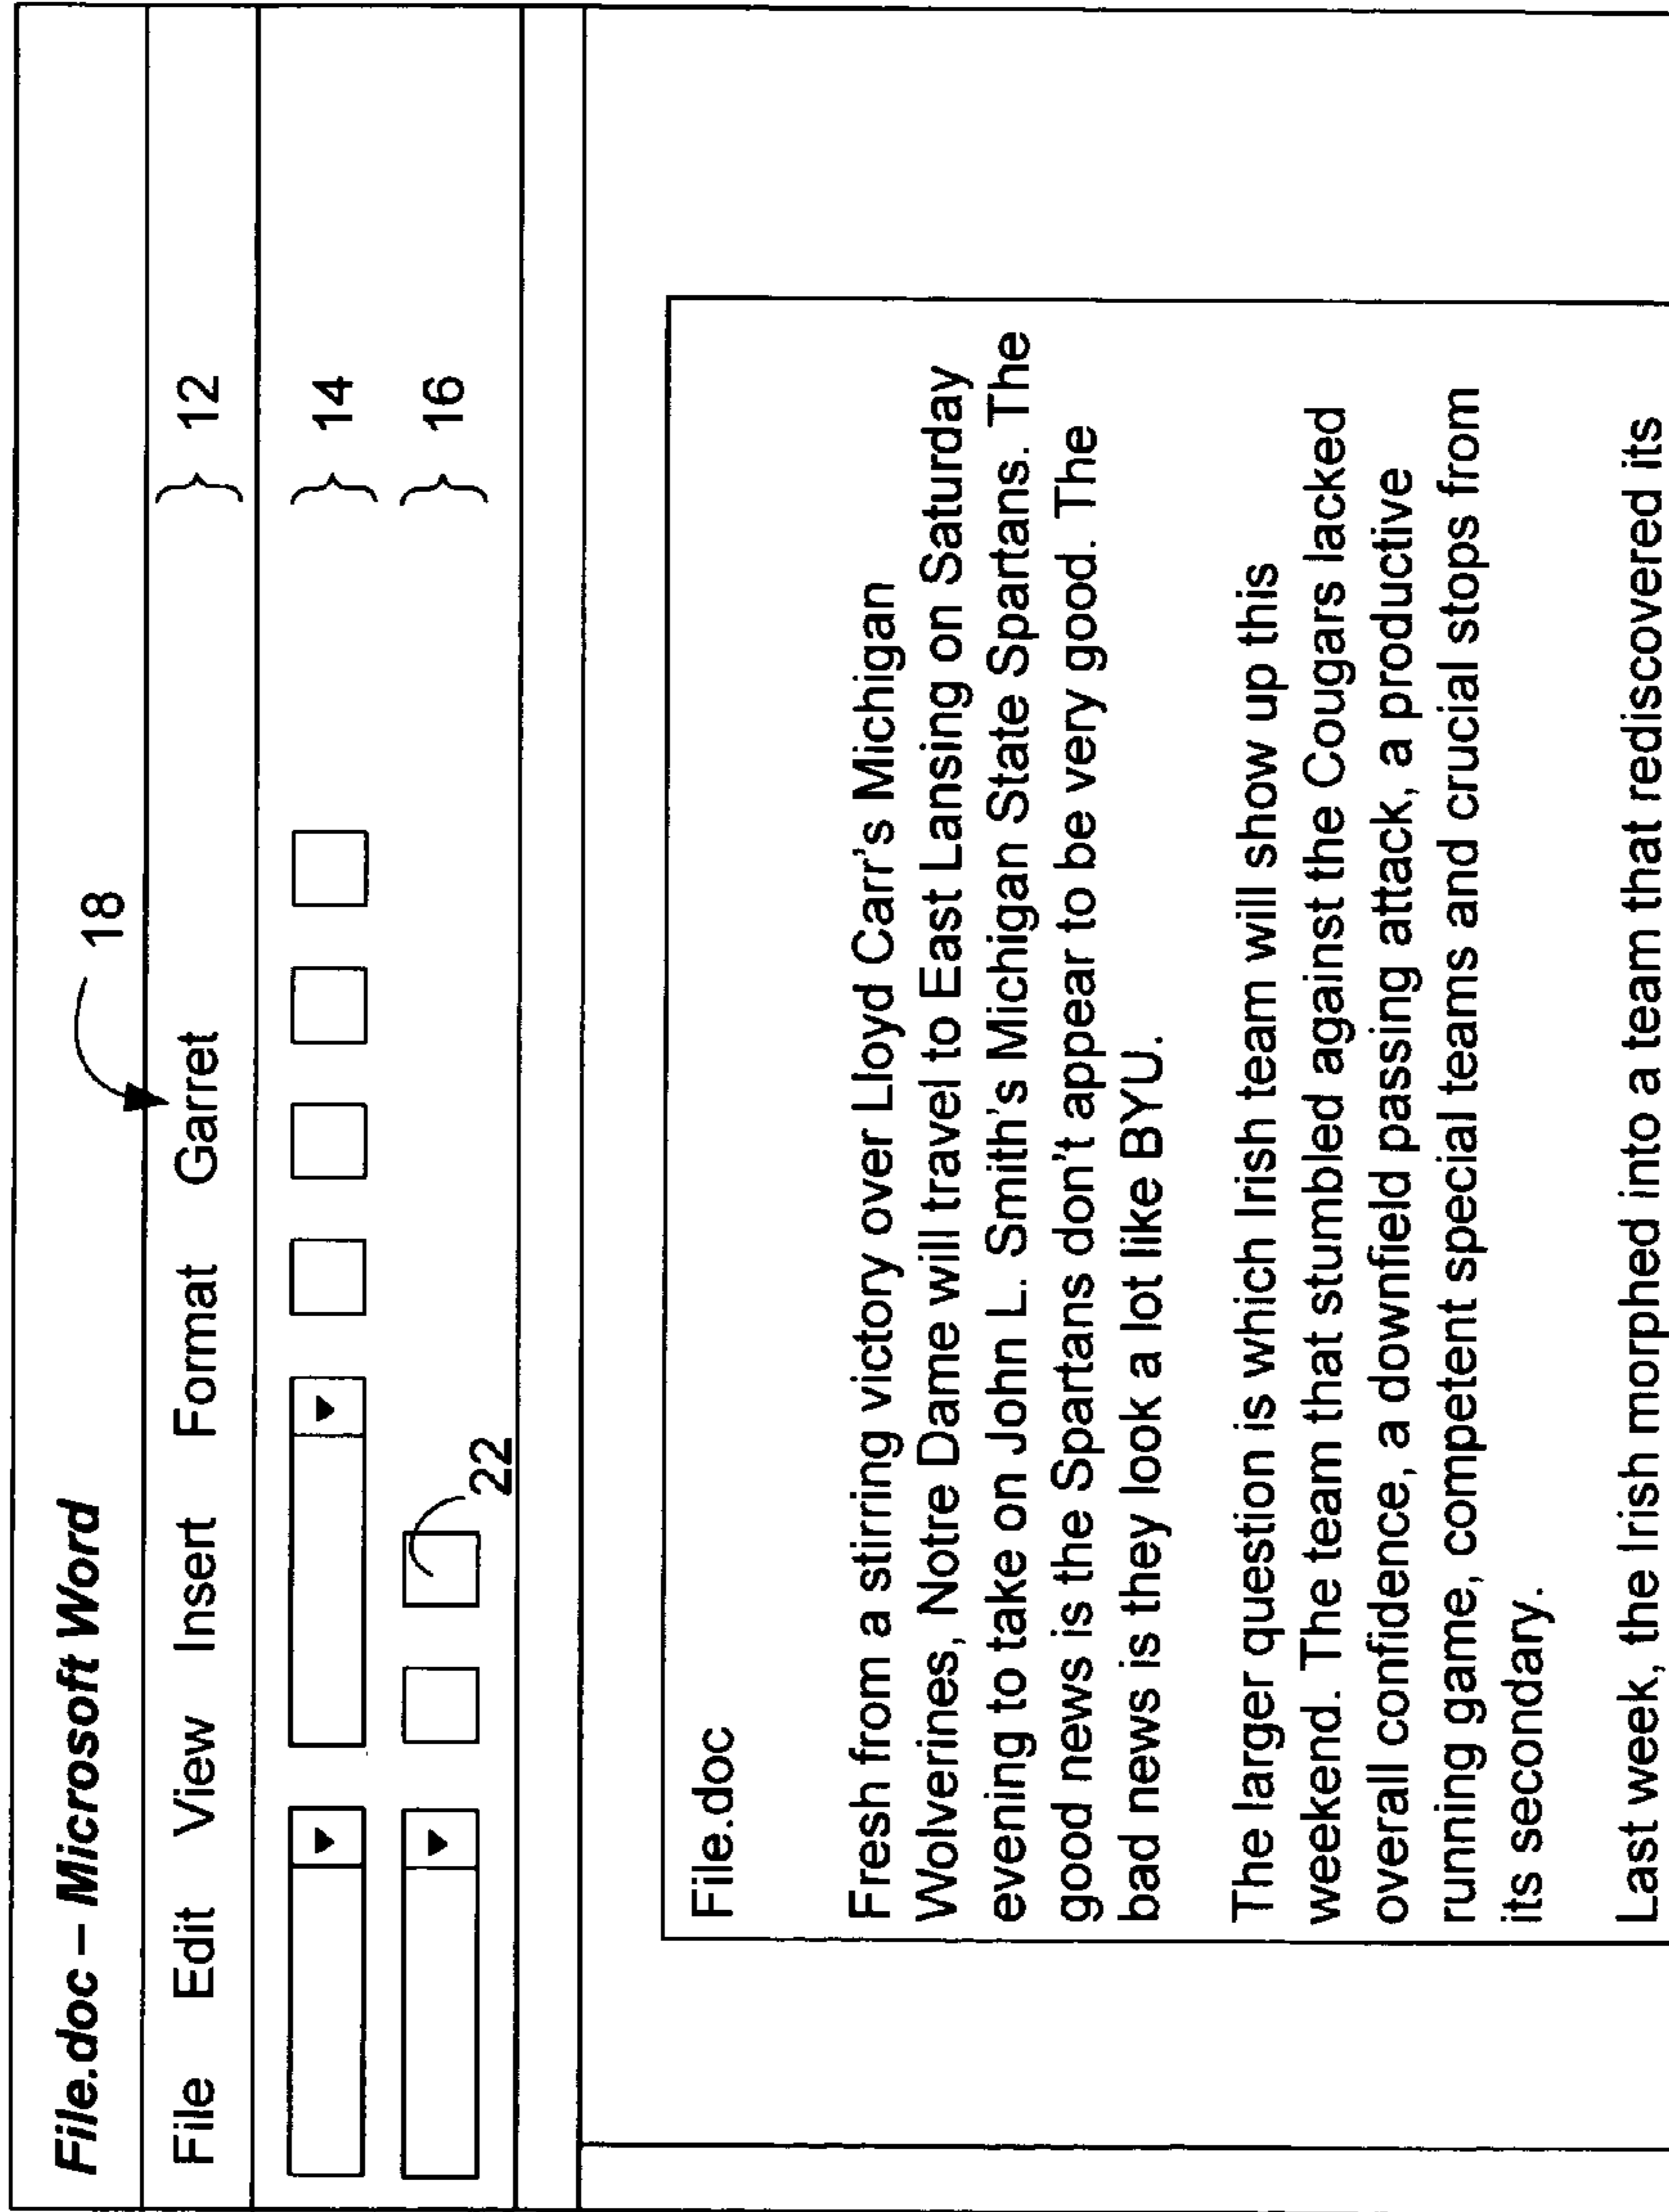 File.doc – Microsoft Word
18
File Edit View Insert Format Garret
12
14
16
22
File.doc
Fresh from a stirring victory over Lloyd Carr's Michigan
Wolverines, Notre Dame will travel to East Lansing on Saturday
evening to take on John L. Smith's Michigan State Spartans. The
good news is the Spartans don't appear to be very good. The
bad news is they look a lot like BYU.
The larger question is which Irish team will show up this
weekend. The team that stumbled against the Cougars lacked
overall confidence, a downfield passing attack, a productive
running game, competent special teams and crucial stops from
its secondary.
Last week, the Irish morphed into a team that rediscovered its